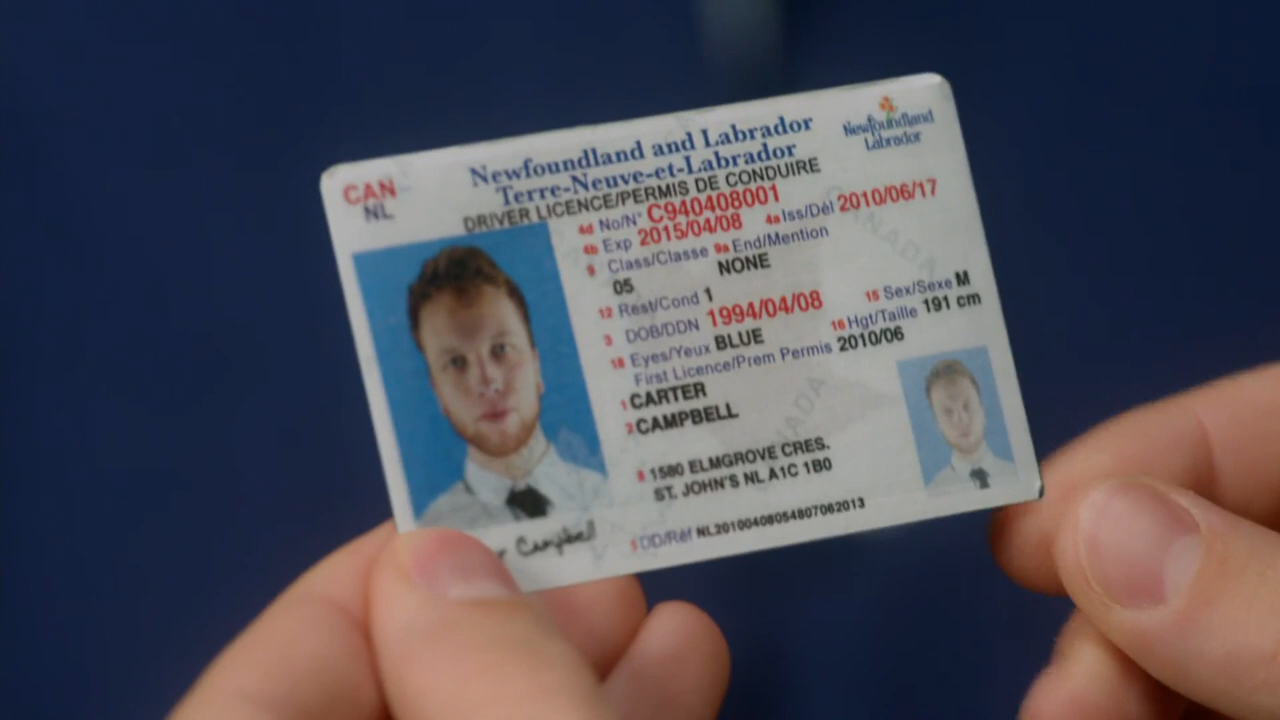 CAN
NL
Newfoundland and Labrador
Terre-Neuve-et-Labrador
DRIVER LICENCE/PERMIS DE CONDUIRE
Newfoundland
Labrador
4d No/N° C940408001
4b Exp 2015/04/08 4a Iss/Dél 2010/06/17
9 Class/Classe 9a End/Mention
05 NONE
12 Rest/Cond 1 15 Sex/Sexe M
3 DOB/DDN 1994/04/08 16 Hgt/Taille 191 cm
18 Eyes/Yeux BLUE
First Licence/Prem Permis 2010/06
1 CARTER
2 CAMPBELL
8 1580 ELMGROVE CRES.
ST. JOHN'S NL A1C 1B0
5 DD/Réf NL20100408054807062013
Campbell
CANADA